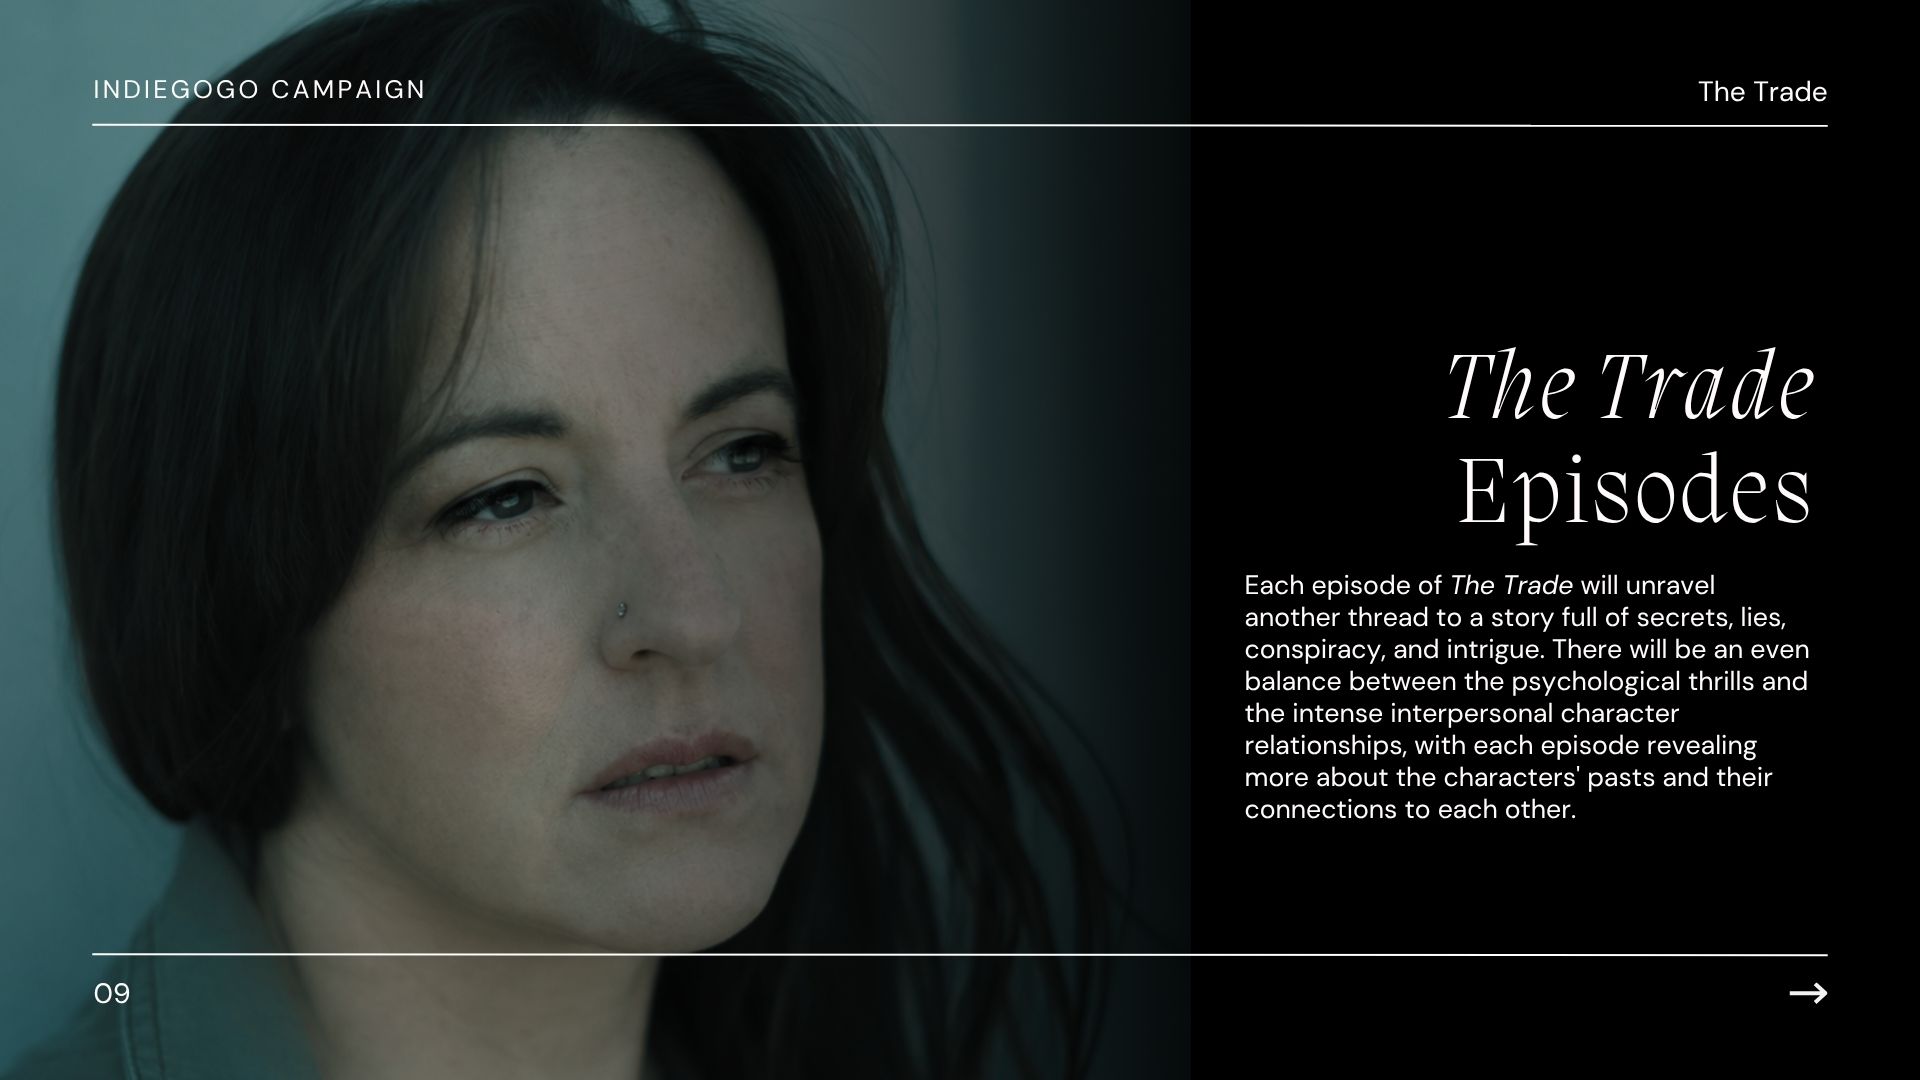 INDIEGOGO CAMPAIGN
The Trade
The Trade
Episodes
Each episode of The Trade will unravel
another thread to a story full of secrets, lies,
conspiracy, and intrigue. There will be an even
balance between the psychological thrills and
the intense interpersonal character
relationships, with each episode revealing
more about the characters' pasts and their
connections to each other.
09